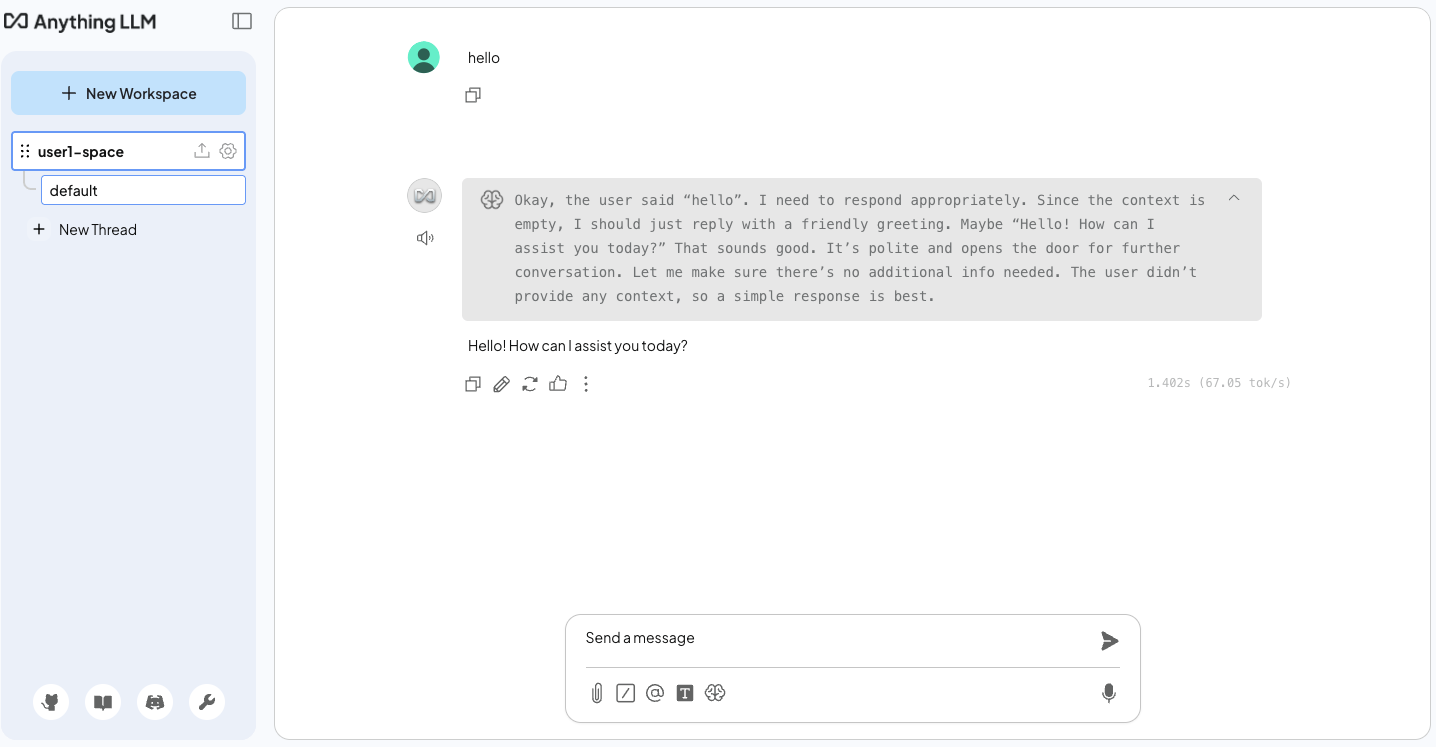 Anything LLM
New Workspace
user1-space
default
New Thread
hello
Okay, the user said “hello”. I need to respond appropriately. Since the context is
empty, I should just reply with a friendly greeting. Maybe “Hello! How can I
assist you today?” That sounds good. It’s polite and opens the door for further
conversation. Let me make sure there’s no additional info needed. The user didn’t
provide any context, so a simple response is best.
Hello! How can I assist you today?
1.402s (67.05 tok/s)
Send a message